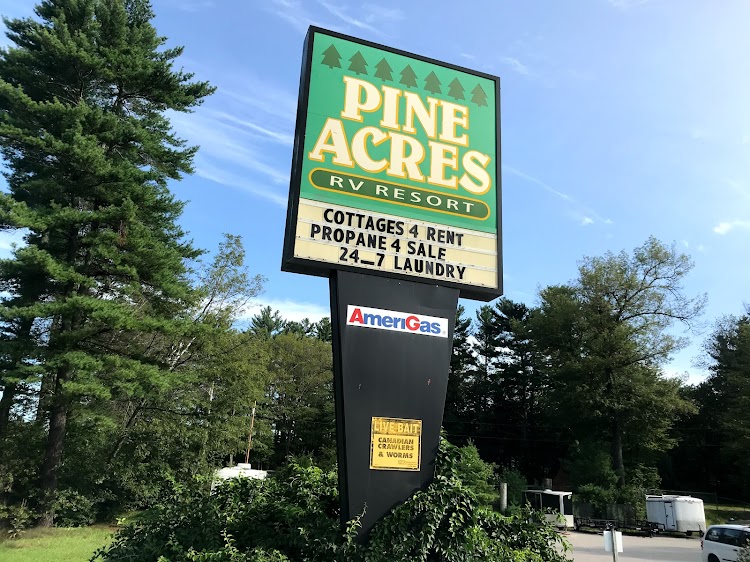 PINE
ACRES
RV RESORT
COTTAGES 4 RENT
PROPANE 4 SALE
24-7 LAUNDRY
AmeriGas
LIVE BAIT
CANADIAN
CRAWLERS
& WORMS